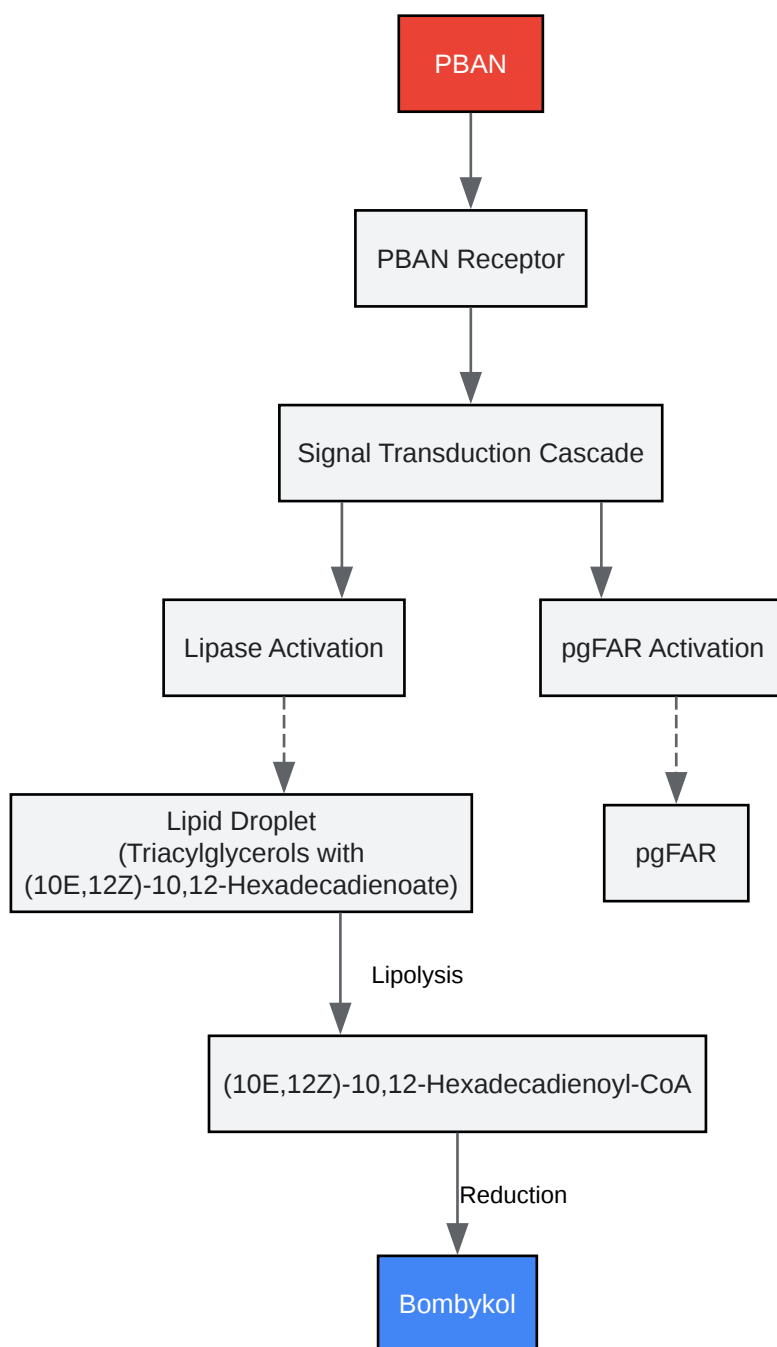 PBAN
PBAN Receptor
Signal Transduction Cascade
Lipase Activation
pgFAR Activation
Lipid Droplet
(Triacylglycerols with
(10E,12Z)-10,12-Hexadecadienoate)
pgFAR
Lipolysis
(10E,12Z)-10,12-Hexadecadienoyl-CoA
Reduction
Bombykol